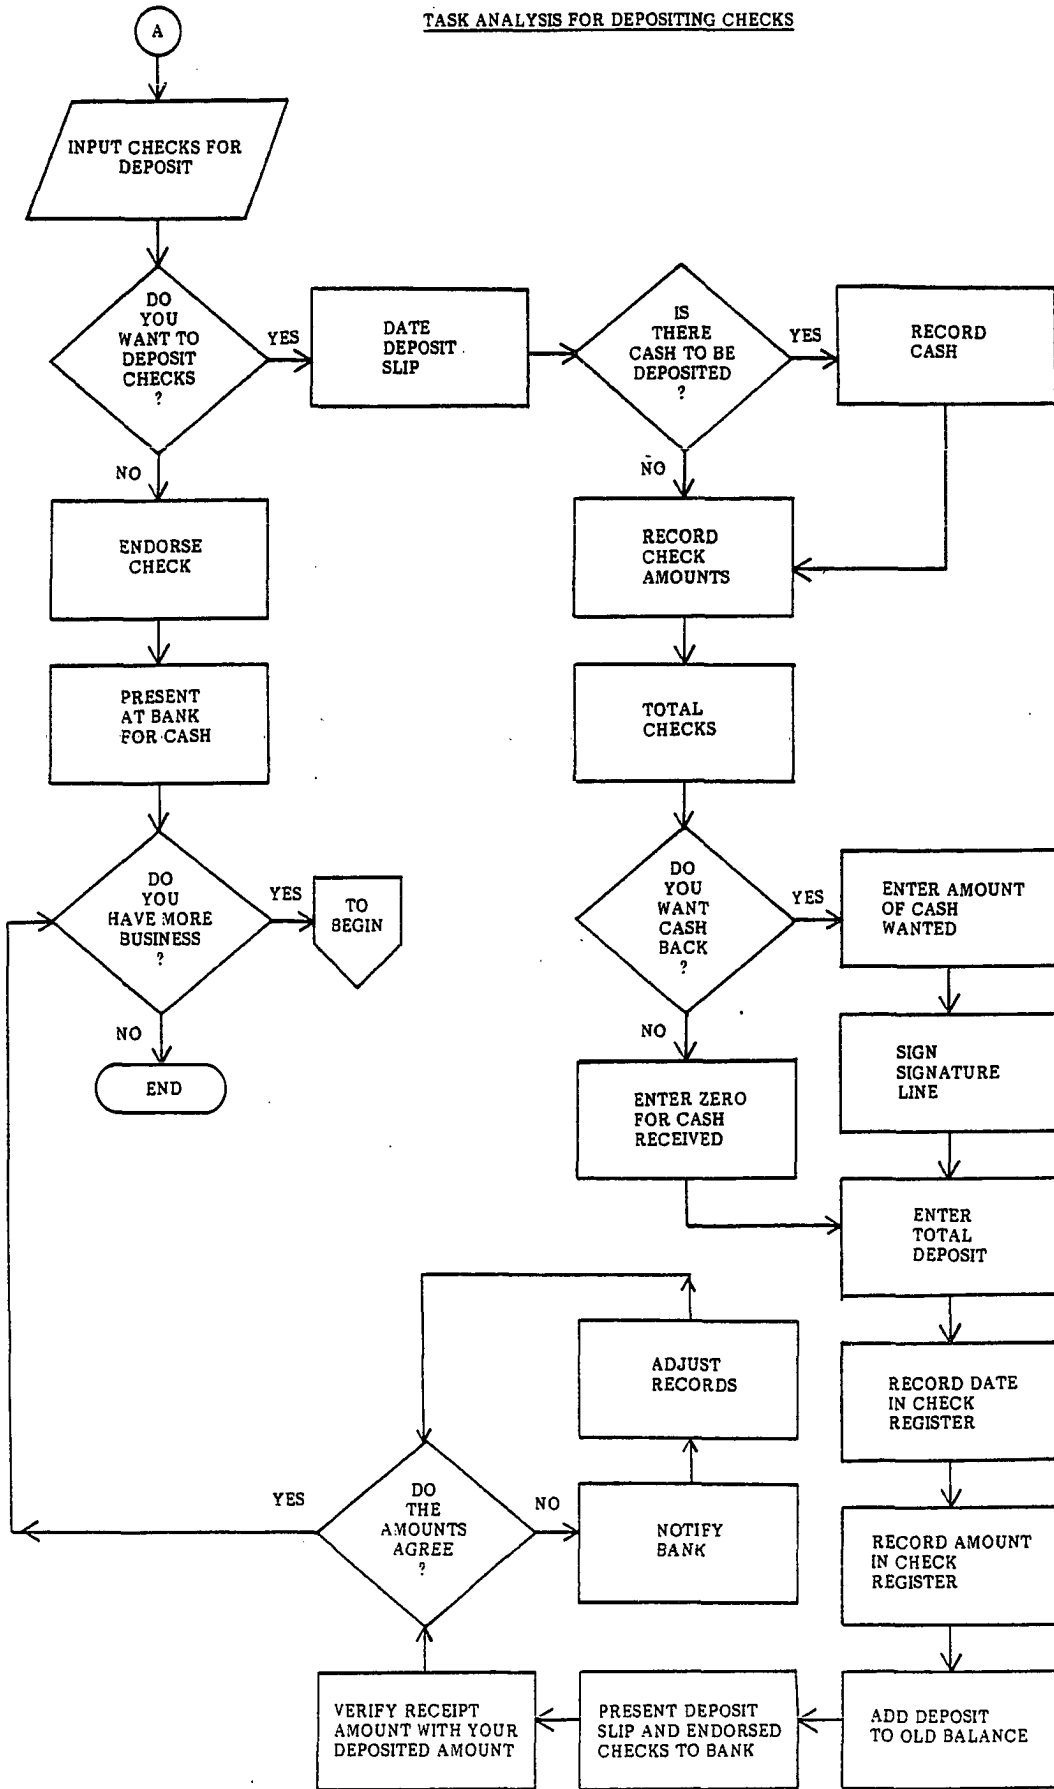 TASK ANALYSIS FOR DEPOSITING CHECKS
A
INPUT CHECKS FOR
DEPOSIT
DO
YOU
WANT TO
DEPOSIT
CHECKS
?
YES
DATE
DEPOSIT
SLIP
IS
THERE
CASH TO BE
DEPOSITED
?
YES
RECORD
CASH
NO
NO
ENDORSE
CHECK
RECORD
CHECK
AMOUNTS
PRESENT
AT BANK
FOR CASH
TOTAL
CHECKS
DO
YOU
HAVE MORE
BUSINESS
?
YES
TO
BEGIN
DO
YOU
WANT
CASH
BACK
?
YES
ENTER AMOUNT
OF CASH
WANTED
NO
END
NO
SIGN
SIGNATURE
LINE
ENTER ZERO
FOR CASH
RECEIVED
ENTER
TOTAL
DEPOSIT
ADJUST
RECORDS
RECORD DATE
IN CHECK
REGISTER
YES
DO
THE
AMOUNTS
AGREE
?
NO
NOTIFY
BANK
RECORD AMOUNT
IN CHECK
REGISTER
VERIFY RECEIPT
AMOUNT WITH YOUR
DEPOSITED AMOUNT
PRESENT DEPOSIT
SLIP AND ENDORSED
CHECKS TO BANK
ADD DEPOSIT
TO OLD BALANCE